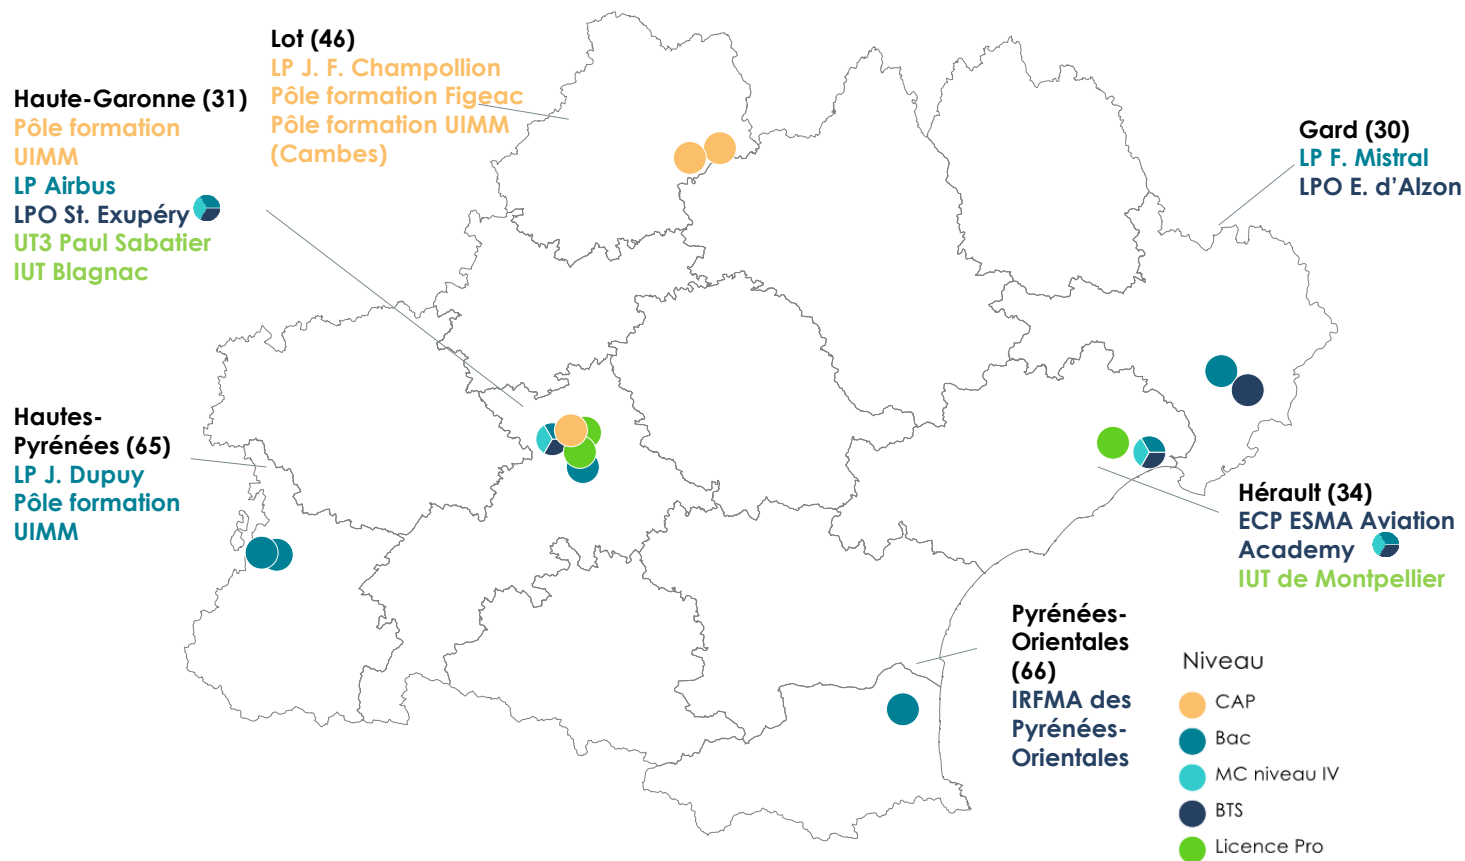 Lot (46)
LP J. F. Champollion
Pôle formation Figeac
Pôle formation UIMM
(Cambes)
Haute-Garonne (31)
Pôle formation
UIMM
LP Airbus
LPO St. Exupéry
UT3 Paul Sabatier
IUT Blagnac
Gard (30)
LP F. Mistral
LPO E. d’Alzon
Hautes-
Pyrénées (65)
LP J. Dupuy
Pôle formation
UIMM
Hérault (34)
ECP ESMA Aviation
Academy
IUT de Montpellier
Pyrénées-
Orientales
(66)
IRFMA des
Pyrénées-
Orientales
Niveau
CAP
Bac
MC niveau IV
BTS
Licence Pro